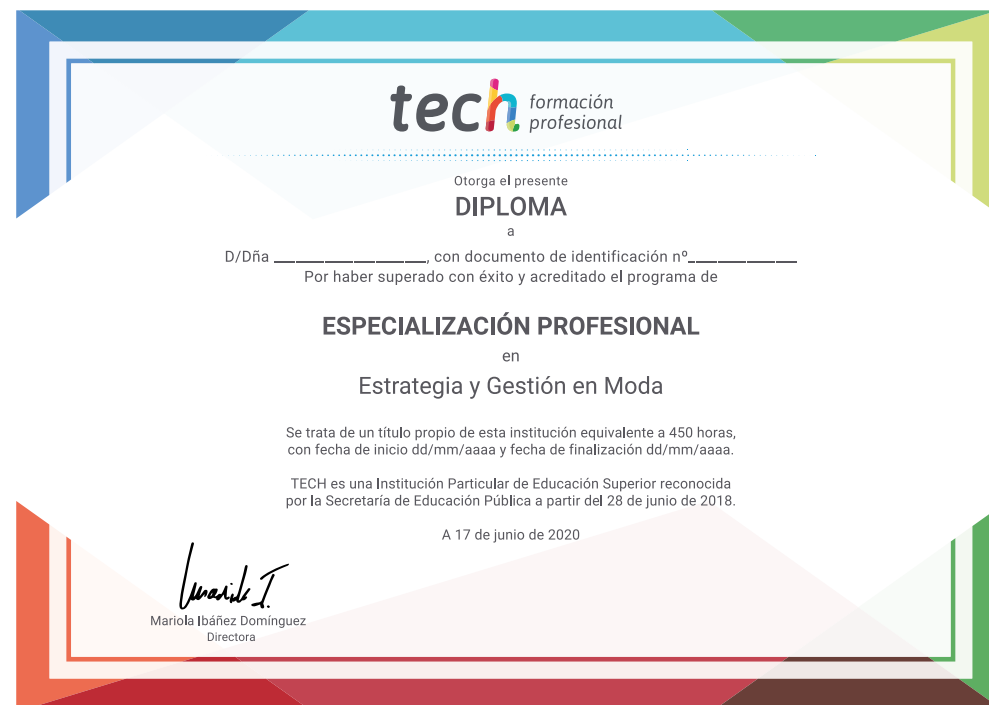 tech formación
profesional
Otorga el presente
DIPLOMA
a
D/Dña _______________, con documento de identificación nº___________
Por haber superado con éxito y acreditado el programa de
ESPECIALIZACIÓN PROFESIONAL
en
Estrategia y Gestión en Moda
Se trata de un título propio de esta institución equivalente a 450 horas,
con fecha de inicio dd/mm/aaaa y fecha de finalización dd/mm/aaaa.
TECH es una Institución Particular de Educación Superior reconocida
por la Secretaría de Educación Pública a partir del 28 de junio de 2018.
A 17 de junio de 2020
Mariola Ibáñez Domínguez
Directora